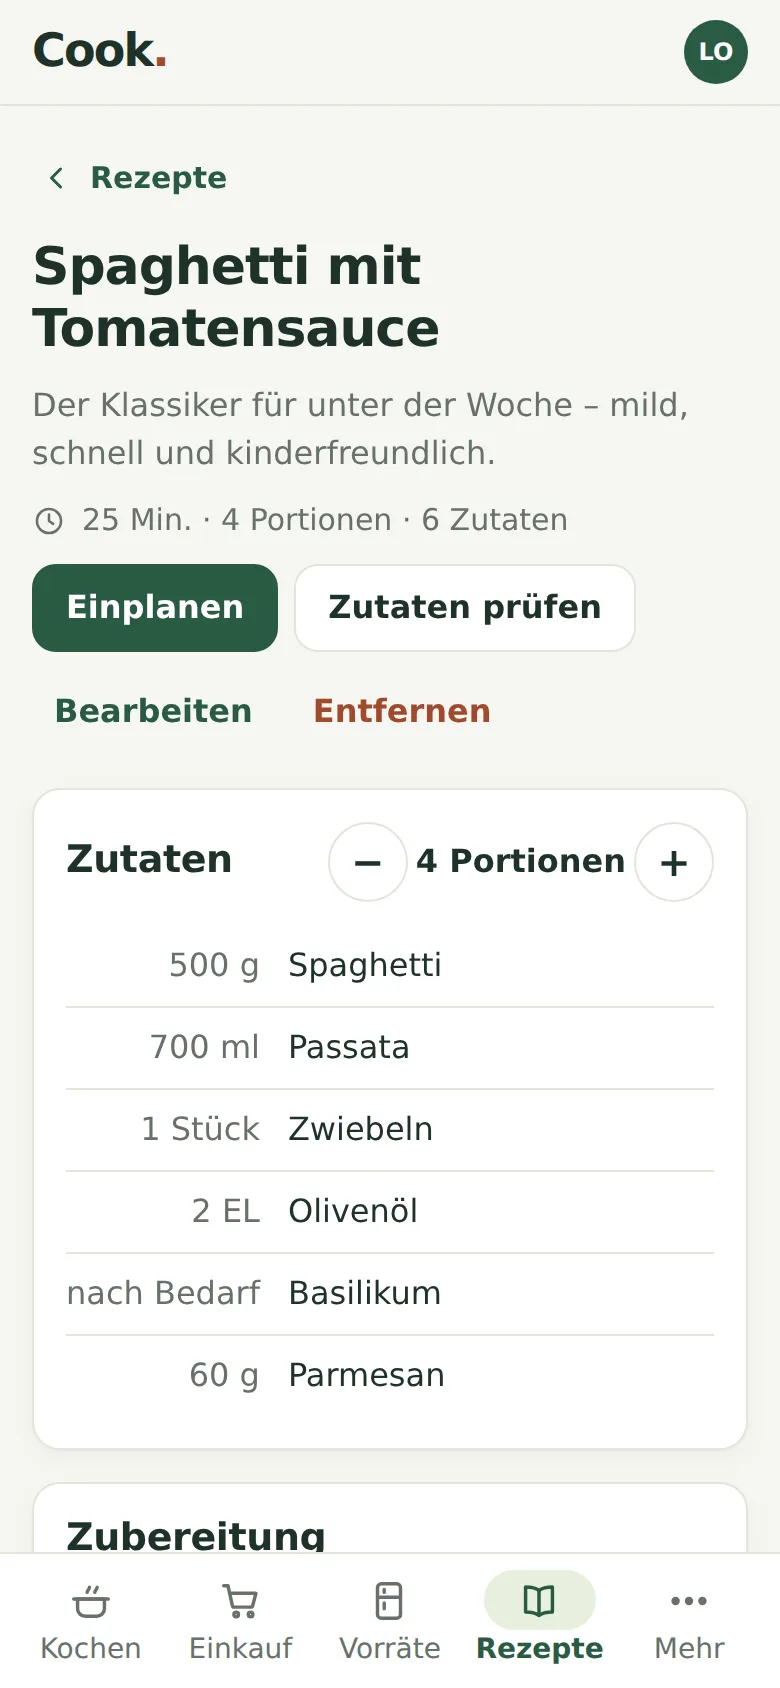 Cook.
LO
Rezepte
Spaghetti mit
Tomatensauce
Der Klassiker für unter der Woche – mild,
schnell und kinderfreundlich.
25 Min. · 4 Portionen · 6 Zutaten
Einplanen
Zutaten prüfen
Bearbeiten
Entfernen
Zutaten
− 4 Portionen +
500 g Spaghetti
700 ml Passata
1 Stück Zwiebeln
2 EL Olivenöl
nach Bedarf Basilikum
60 g Parmesan
Zubereitung
Kochen
Einkauf
Vorräte
Rezepte
Mehr